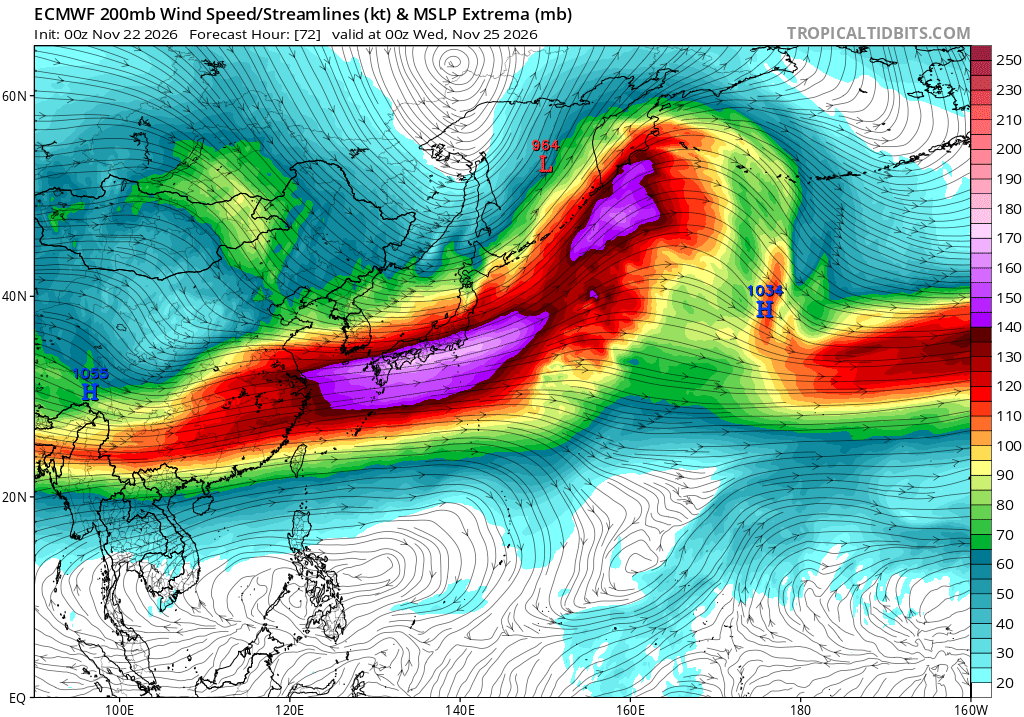 ECMWF 200mb Wind Speed/Streamlines (kt) & MSLP Extrema (mb)
Init: 00z Nov 22 2026   Forecast Hour: [72]   valid at 00z Wed, Nov 25 2026
TROPICALTIDBITS.COM
250
230
210
200
190
180
170
160
150
140
130
120
110
100
90
80
70
60
50
40
30
20
60N
40N
20N
EQ
964
L
1034
H
1035
H
100E
120E
140E
160E
180
160W